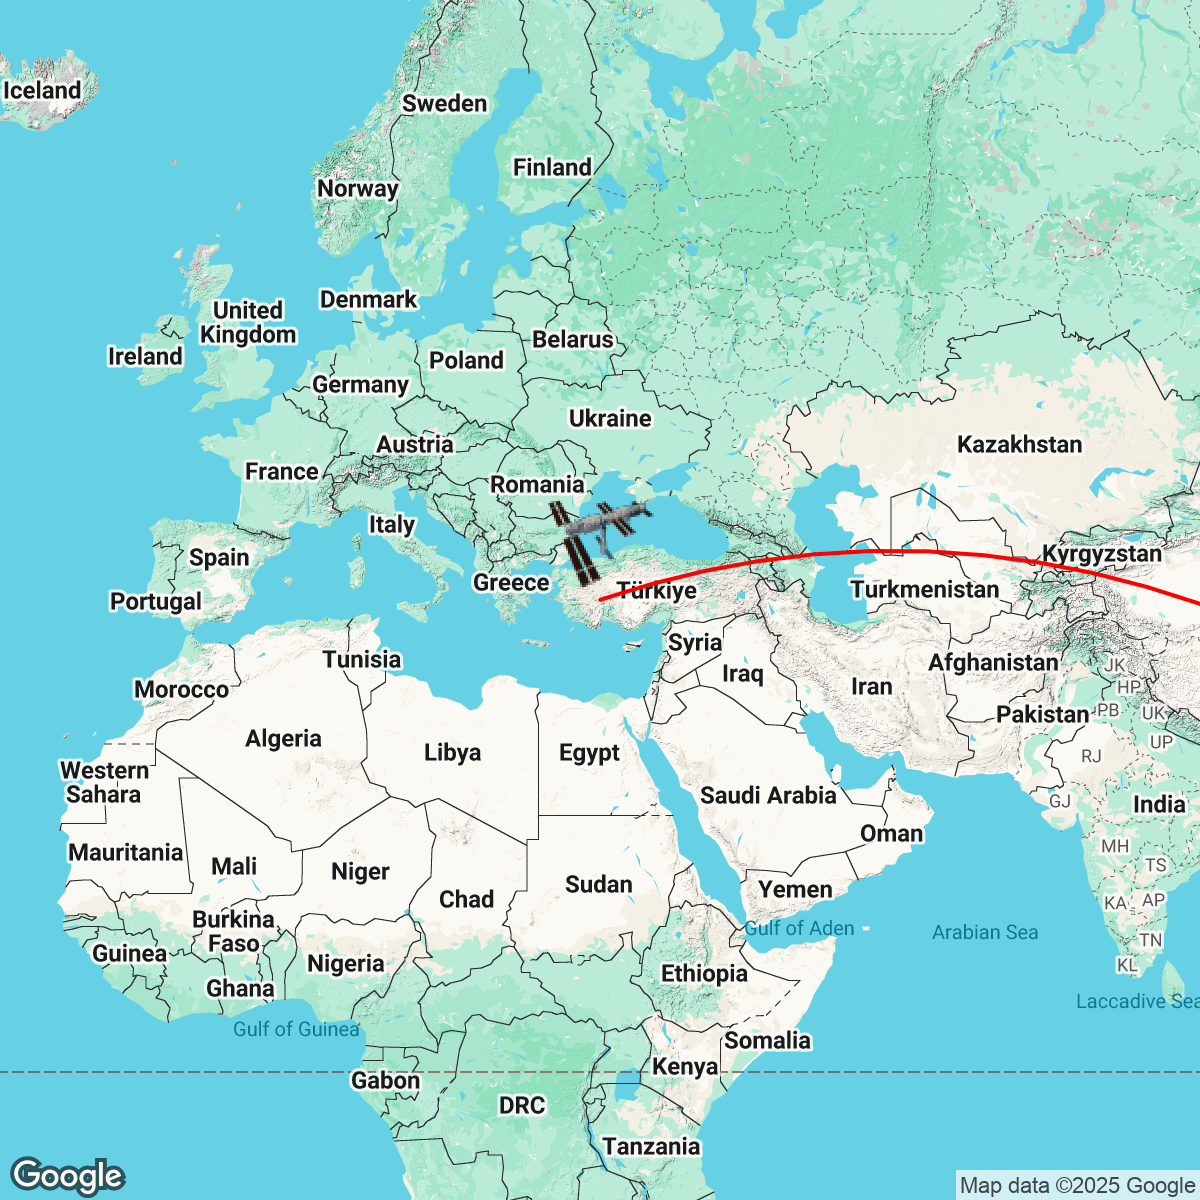 Iceland
Sweden
Finland
Norway
Denmark
United
Kingdom
Ireland
Belarus
Poland
Germany
Ukraine
Austria
Kazakhstan
France
Romania
Italy
Kyrgyzstan
Spain
Greece
Türkiye
Turkmenistan
Portugal
Syria
Tunisia
Afghanistan
JK
Iraq
HP
Morocco
Iran
PB
UK
Pakistan
Algeria
Libya
Egypt
UP
RJ
Western
Sahara
Saudi Arabia
GJ
India
Oman
Mauritania
MH
Mali
TS
Niger
Sudan
Yemen
Chad
KA
AP
Burkina
Faso
Gulf of Aden
Arabian Sea
TN
Guinea
Nigeria
KL
Ethiopia
Ghana
Laccadive Sea
Gulf of Guinea
Somalia
Kenya
Gabon
DRC
Tanzania
Google
Map data ©2025 Google